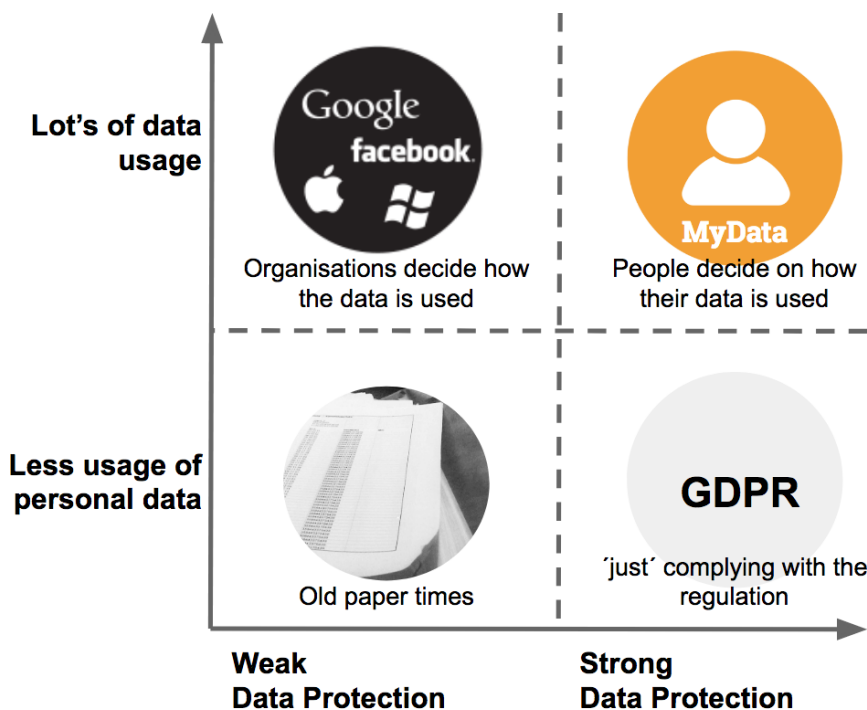 Lot's of data
usage
Google
facebook.
Organisations decide how
the data is used
MyData
People decide on how
their data is used
Less usage of
personal data
Old paper times
GDPR
´just´ complying with the
regulation
Weak
Data Protection
Strong
Data Protection